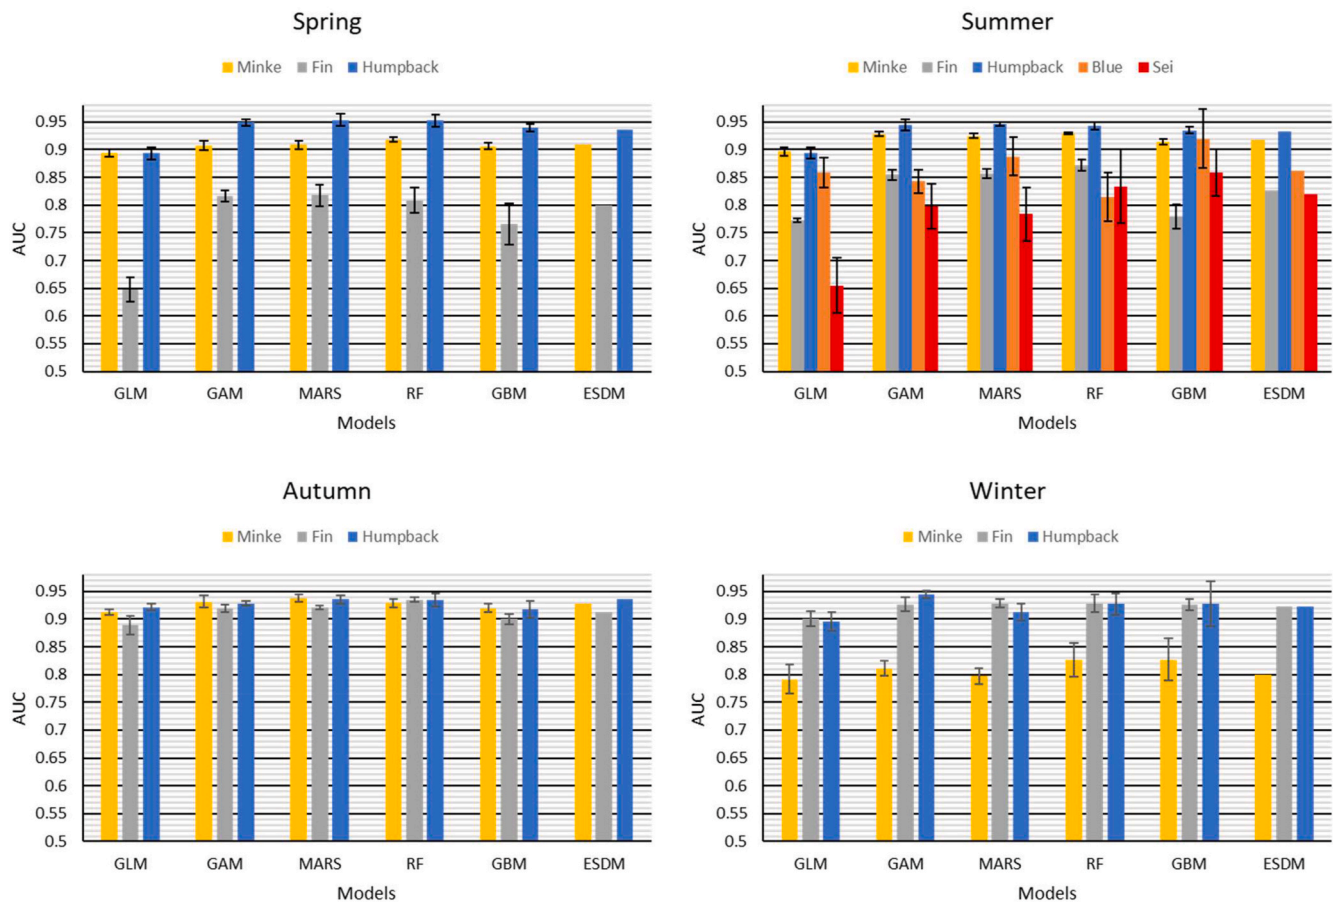 Spring
Minke Fin Humpback
AUC
0.95
0.9
0.85
0.8
0.75
0.7
0.65
0.6
0.55
0.5
GLM GAM MARS RF GBM ESDM
Models
Summer
Minke Fin Humpback Blue Sei
AUC
0.95
0.9
0.85
0.8
0.75
0.7
0.65
0.6
0.55
0.5
GLM GAM MARS RF GBM ESDM
Models
Autumn
Minke Fin Humpback
AUC
0.95
0.9
0.85
0.8
0.75
0.7
0.65
0.6
0.55
0.5
GLM GAM MARS RF GBM ESDM
Models
Winter
Minke Fin Humpback
AUC
0.95
0.9
0.85
0.8
0.75
0.7
0.65
0.6
0.55
0.5
GLM GAM MARS RF GBM ESDM
Models